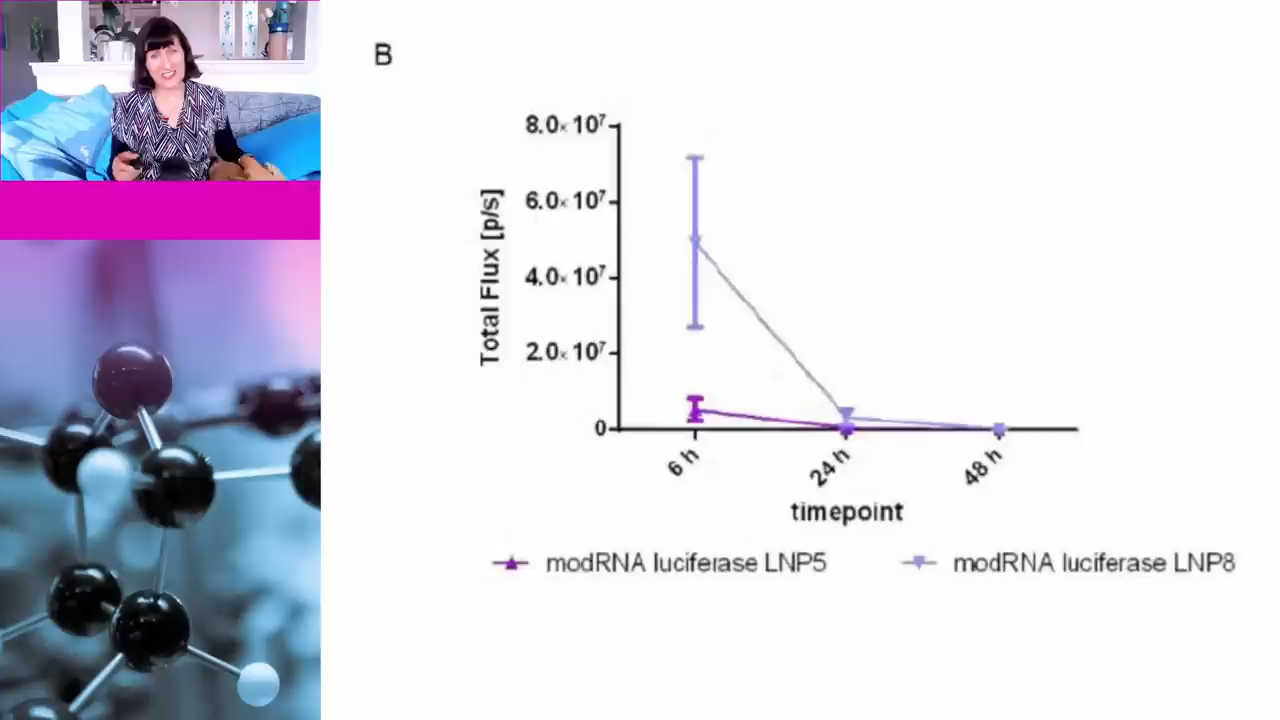 B
8.0×10⁷
6.0×10⁷
4.0×10⁷
2.0×10⁷
0
Total Flux [p/s]
6 h
24 h
48 h
timepoint
modRNA luciferase LNP5
modRNA luciferase LNP8